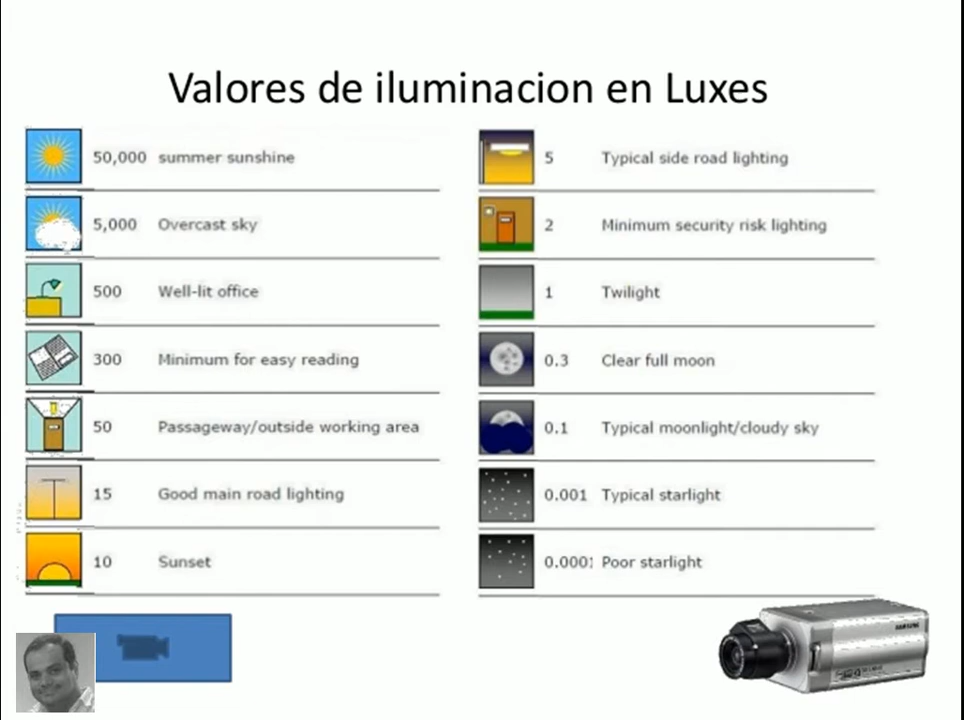 Valores de iluminacion en Luxes
50,000 summer sunshine
5,000 Overcast sky
500 Well-lit office
300 Minimum for easy reading
50 Passageway/outside working area
15 Good main road lighting
10 Sunset
5 Typical side road lighting
2 Minimum security risk lighting
1 Twilight
0.3 Clear full moon
0.1 Typical moonlight/cloudy sky
0.001 Typical starlight
0.0001 Poor starlight
SAMSUNG